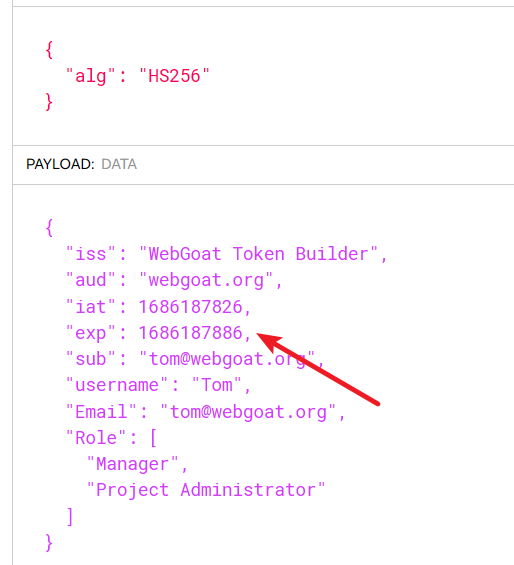 {
"alg": "HS256"
}
PAYLOAD: DATA
{
"iss": "WebGoat Token Builder",
"aud": "webgoat.org",
"iat": 1686187826,
"exp": 1686187886,
"sub": "tom@webgoat.org",
"username": "Tom",
"Email": "tom@webgoat.org",
"Role": [
"Manager",
"Project Administrator"
]
}